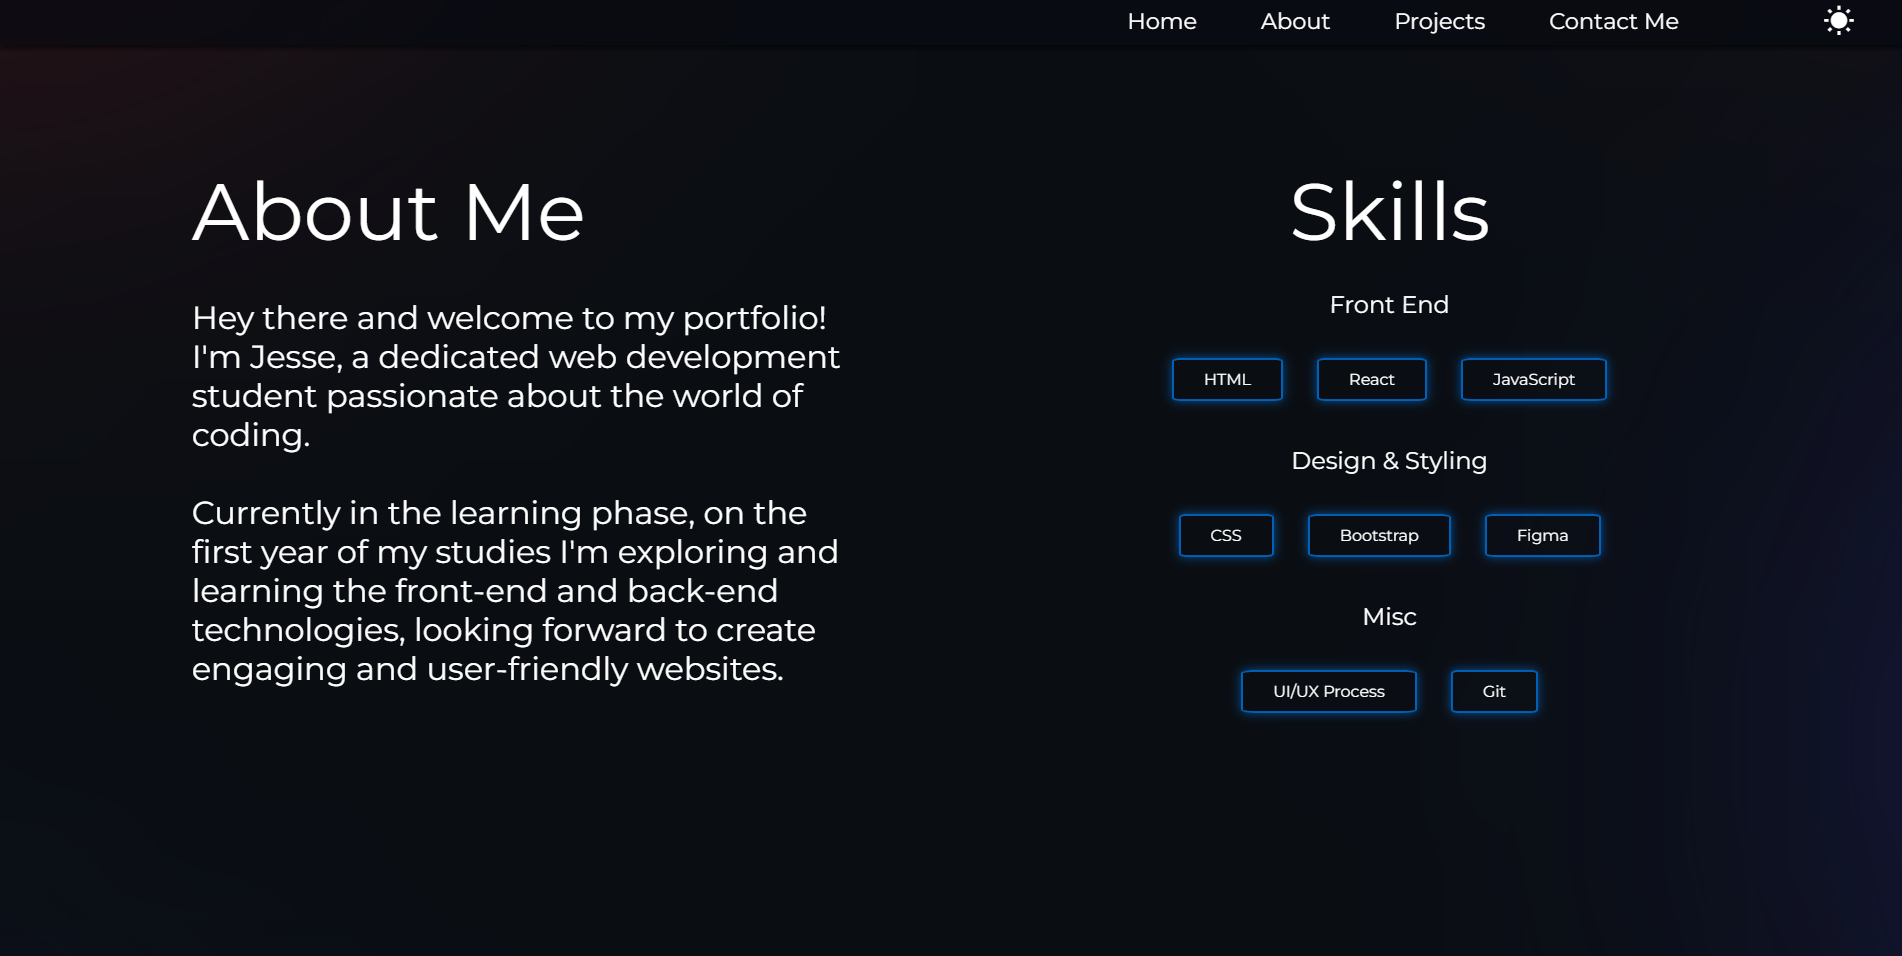 Home About Projects Contact Me
About Me
Hey there and welcome to my portfolio!
I'm Jesse, a dedicated web development
student passionate about the world of
coding.
Currently in the learning phase, on the
first year of my studies I'm exploring and
learning the front-end and back-end
technologies, looking forward to create
engaging and user-friendly websites.
Skills
Front End
HTML React JavaScript
Design & Styling
CSS Bootstrap Figma
Misc
UI/UX Process Git